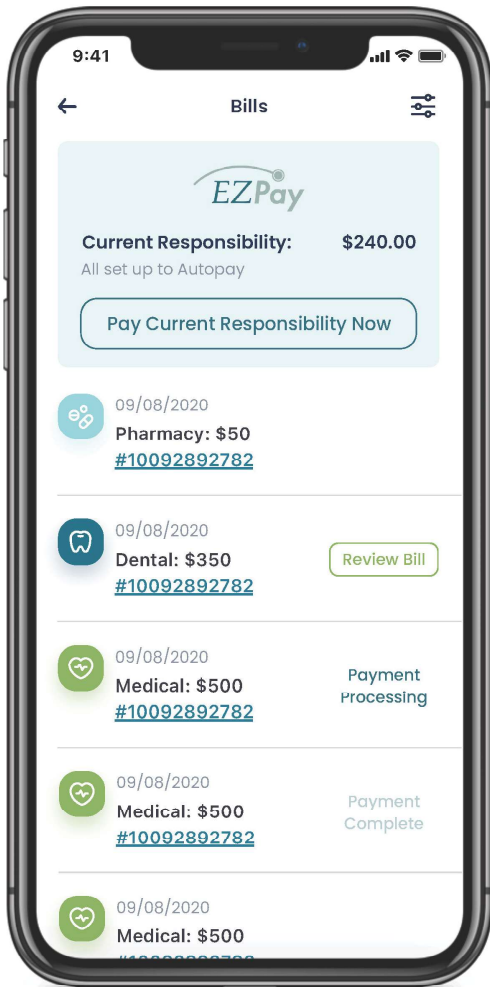 9:41
Bills
EZPay
Current Responsibility: $240.00
All set up to Autopay
Pay Current Responsibility Now
09/08/2020
Pharmacy: $50
#10092892782
09/08/2020
Dental: $350
Review Bill
#10092892782
09/08/2020
Medical: $500
Payment
Processing
#10092892782
09/08/2020
Medical: $500
Payment
Complete
#10092892782
09/08/2020
Medical: $500